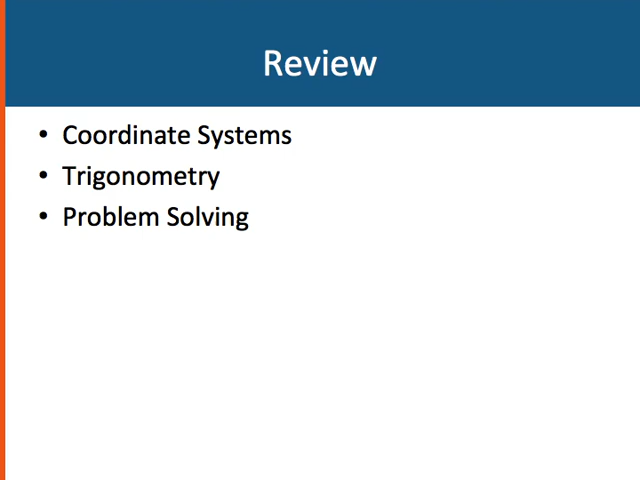 Review
• Coordinate Systems
• Trigonometry
• Problem Solving